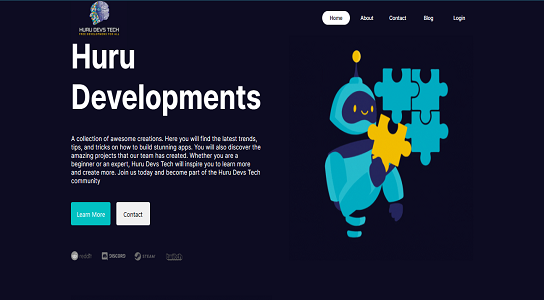 HURU DEVS TECH
FREE DEVELOPMENT FOR ALL
Home
About
Contact
Blog
Login
Huru
Developments
A collection of awesome creations. Here you will find the latest trends,
tips, and tricks on how to build stunning apps. You will also discover the
amazing projects that our team has created. Whether you are a
beginner or an expert, Huru Devs Tech will inspire you to learn more
and create more. Join us today and become part of the Huru Devs Tech
community
Learn More
Contact
reddit
DISCORD
STEAM
twitch